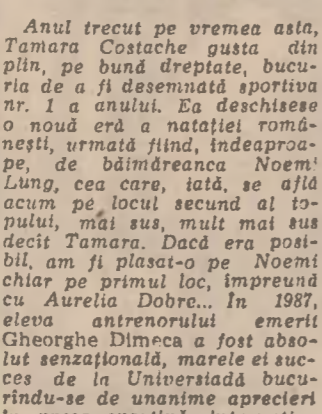 Anul trecut pe vremea asta,
Tamara Costache gusta din
plin, pe bună dreptate, bucu-
ria de a fi desemnată sportiva
nr. 1 a anului. Ea deschisese
o nouă eră a natației româ-
nești, urmată fiind, îndeaproa-
pe, de băimăreanca Noemi
Lung, cea care, iată, se află
acum pe locul secund al to-
pului, mai sus, mult mai sus
decît Tamara. Dacă era posi-
bil, am fi plasat-o pe Noemi
chiar pe primul loc, împreună
cu Aurelia Dobre... În 1987,
eleva antrenorului emerit
Gheorghe Dimeca a fost abso-
lut senzațională, marele ei suc-
ces de la Universiadă bucu-
rîndu-se de unanime aprecieri